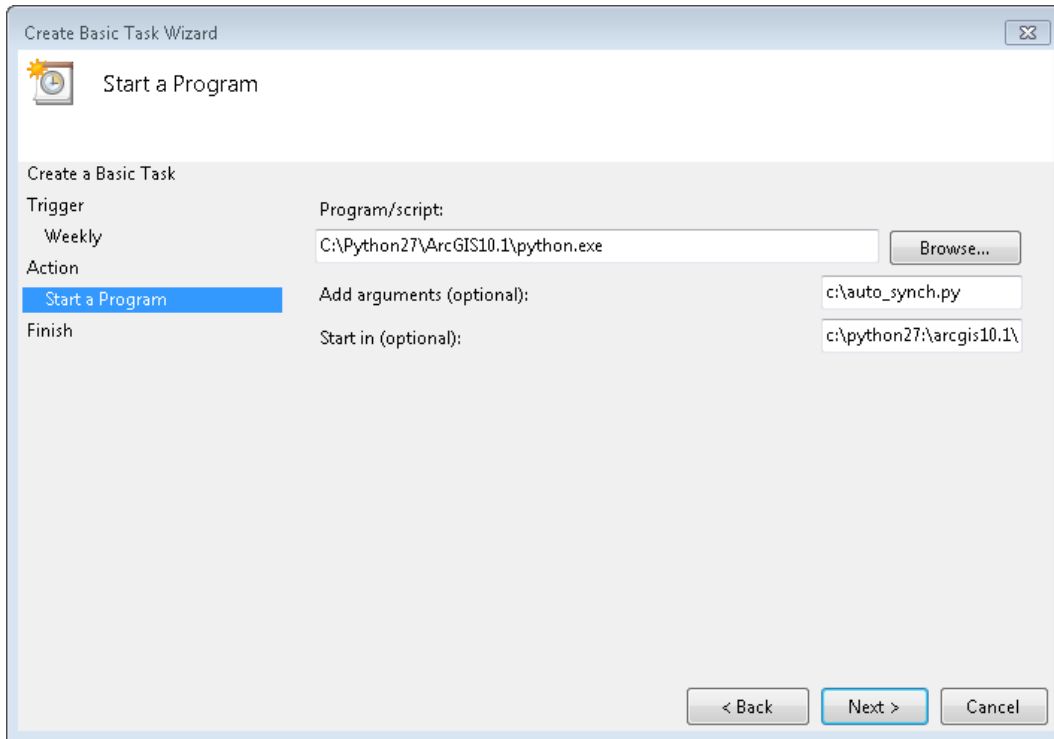 Create Basic Task Wizard
Start a Program
Create a Basic Task
Trigger
Weekly
Action
Start a Program
Finish
Program/script:
C:\Python27\ArcGIS10.1\python.exe
Browse...
Add arguments (optional):
c:\auto_synch.py
Start in (optional):
c:\python27:\arcgis10.1\
< Back
Next >
Cancel